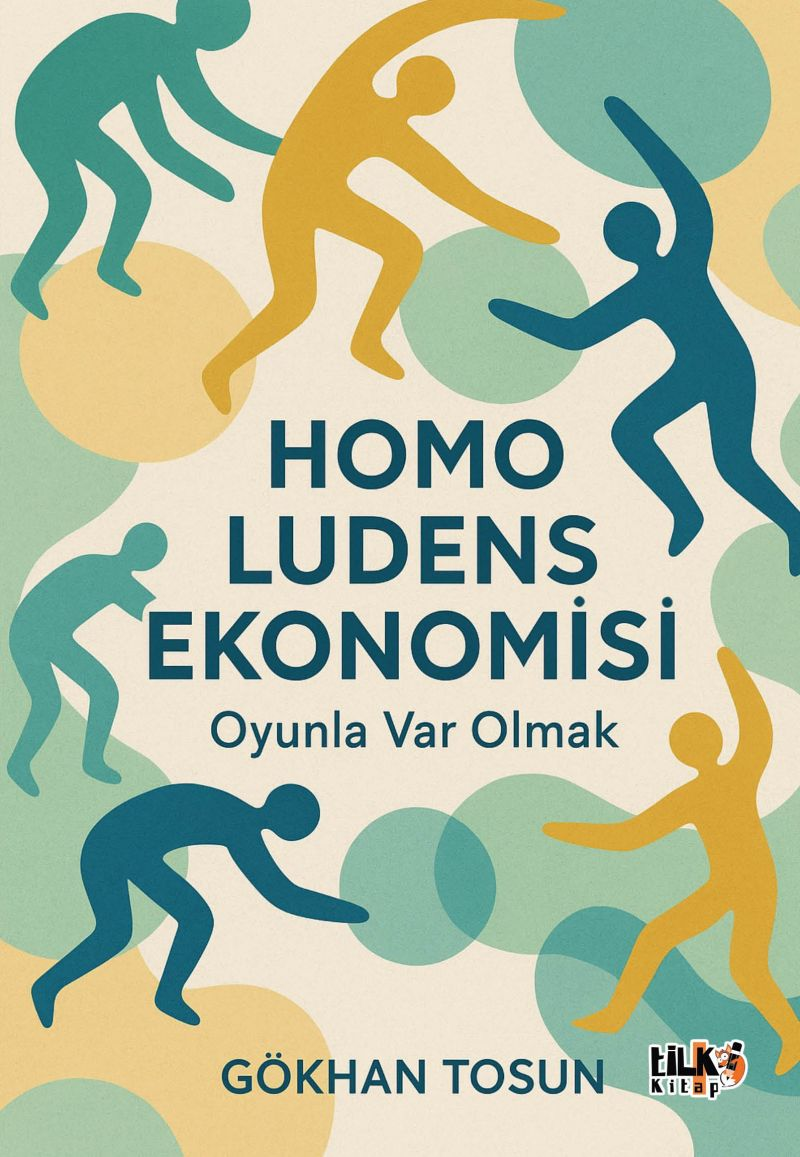 HOMO
LUDENS
EKONOMİSİ
Oyunla Var Olmak
GÖKHAN TOSUN
tiLKi
Kitap